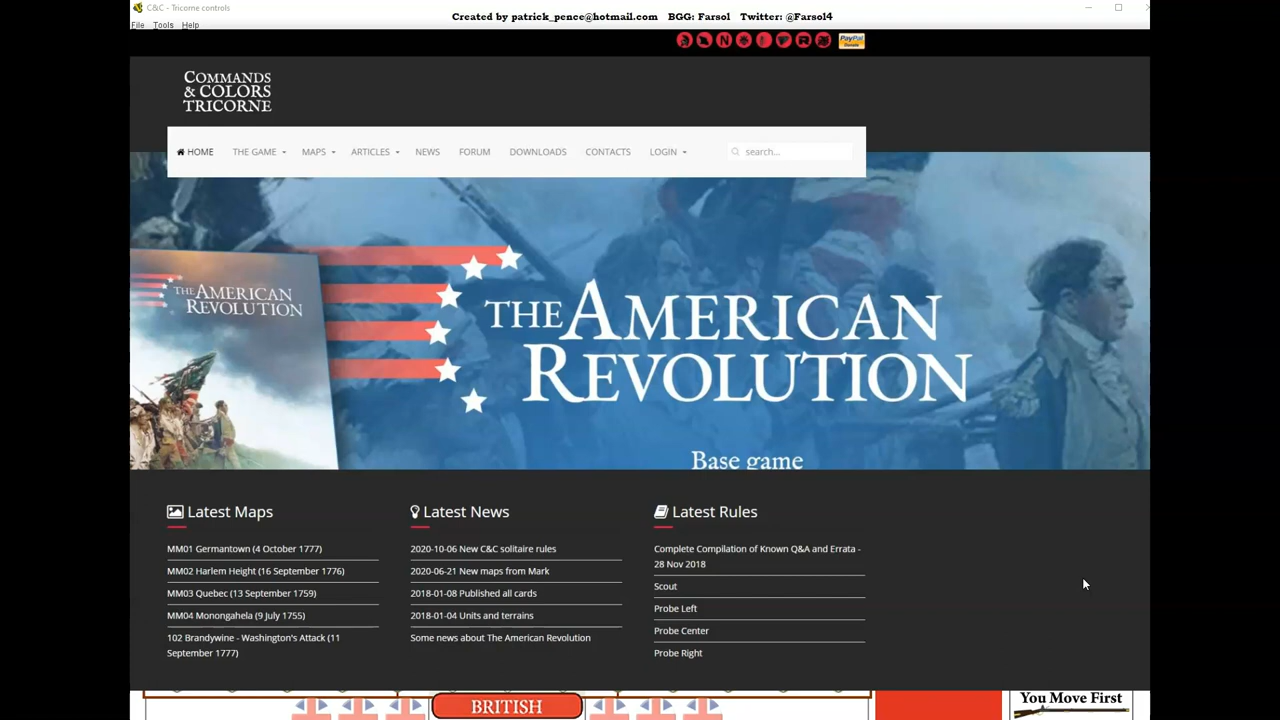 C&C - Tricorne controls
Created by patrick_pence@hotmail.com BGG: Farsol Twitter: @Farsol4
File Tools Help
PayPal
Donate
COMMANDS
& COLORS
TRICORNE
HOME THE GAME MAPS ARTICLES NEWS FORUM DOWNLOADS CONTACTS LOGIN search...
THE AMERICAN
REVOLUTION
THE AMERICAN
REVOLUTION
Base game
Latest Maps
MM01 Germantown (4 October 1777)
MM02 Harlem Height (16 September 1776)
MM03 Quebec (13 September 1759)
MM04 Monongahela (9 July 1755)
102 Brandywine - Washington's Attack (11
September 1777)
Latest News
2020-10-06 New C&C solitaire rules
2020-06-21 New maps from Mark
2018-01-08 Published all cards
2018-01-04 Units and terrains
Some news about The American Revolution
Latest Rules
Complete Compilation of Known Q&A and Errata -
28 Nov 2018
Scout
Probe Left
Probe Center
Probe Right
BRITISH
You Move First